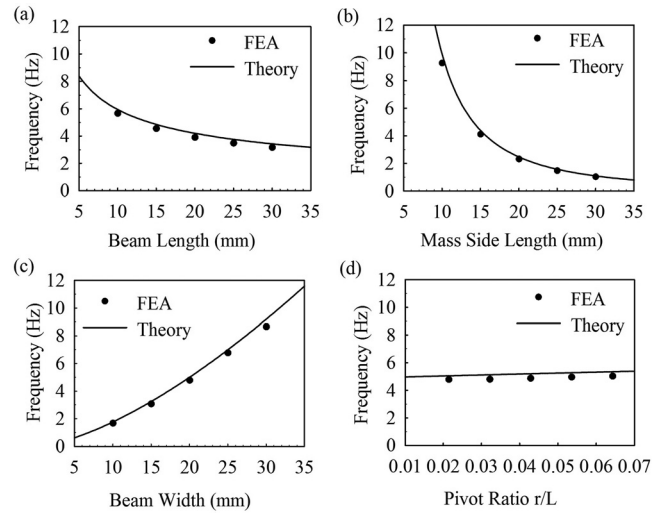 (a)
12
10
8
6
4
2
0
Frequency (Hz)
FEA
Theory
5 10 15 20 25 30 35
Beam Length (mm)
(b)
12
10
8
6
4
2
0
Frequency (Hz)
FEA
Theory
5 10 15 20 25 30 35
Mass Side Length (mm)
(c)
12
10
8
6
4
2
0
Frequency (Hz)
FEA
Theory
5 10 15 20 25 30 35
Beam Width (mm)
(d)
12
10
8
6
4
2
0
Frequency (Hz)
FEA
Theory
0.01 0.02 0.03 0.04 0.05 0.06 0.07
Pivot Ratio r/L